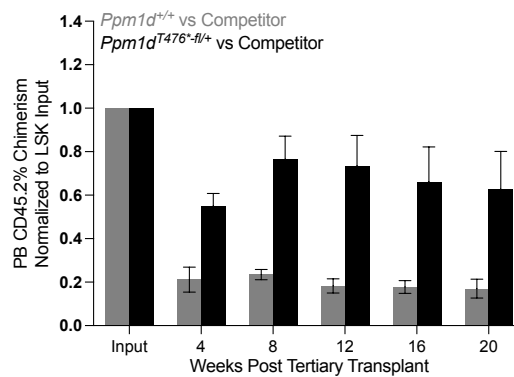 Ppm1d+/+ vs Competitor
Ppm1dT476*-fl/+ vs Competitor
PB CD45.2% Chimerism
Normalized to LSK Input
1.4
1.2
1.0
0.8
0.6
0.4
0.2
0.0
Input 4 8 12 16 20
Weeks Post Tertiary Transplant